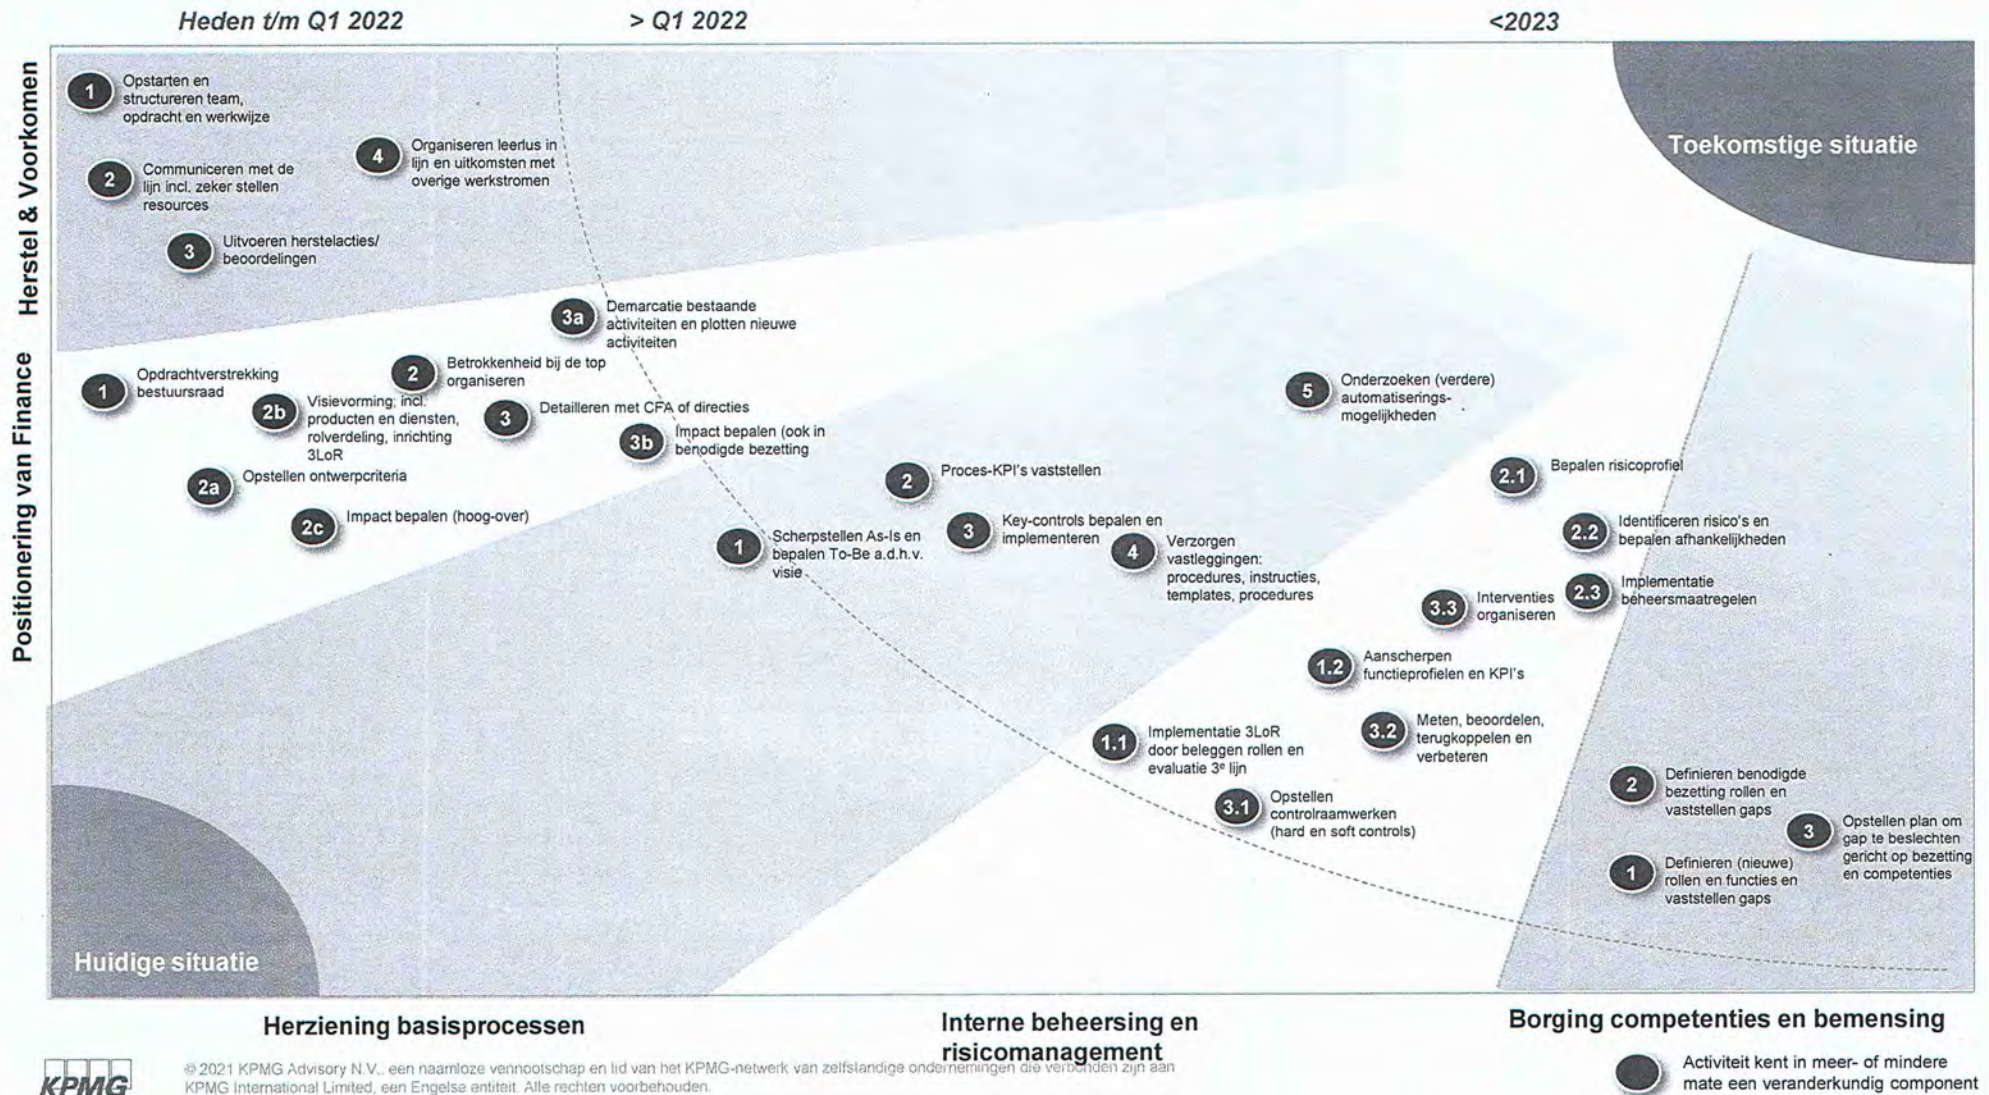 Heden t/m Q1 2022
> Q1 2022
<2023
Herstel & Voorkomen
1
Opstarten en
structureren team,
opdracht en werkwijze
2
Communiceren met de
lijn incl. zeker stellen
resources
3
Uitvoeren herstelacties/
beoordelingen
4
Organiseren leerlus in
lijn en uitkomsten met
overige werkstromen
Toekomstige situatie
Positionering van Finance
1
Opdrachtverstrekking
bestuursraad
2
Betrokkenheid bij de top
organiseren
2a
Opstellen ontwerpcriteria
2b
Visievorming; incl.
producten en diensten,
rolverdeling, inrichting
3LoR
2c
Impact bepalen (hoog-over)
3
Detailleren met CFA of directies
3a
Demarcatie bestaande
activiteiten en plotten nieuwe
activiteiten
3b
Impact bepalen (ook in
benodigde bezetting
1
Scherpstellen As-Is en
bepalen To-Be a.d.h.v.
visie
2
Proces-KPI's vaststellen
3
Key-controls bepalen en
implementeren
4
Verzorgen
vastleggingen:
procedures, instructies,
templates, procedures
5
Onderzoeken (verdere)
automatiserings-
mogelijkheden
1.1
Implementatie 3LoR
door beleggen rollen en
evaluatie 3e lijn
1.2
Aanscherpen
functieprofielen en KPI's
2.1
Bepalen risicoprofiel
2.2
Identificeren risico's en
bepalen afhankelijkheden
2.3
Implementatie
beheersmaatregelen
3.1
Opstellen
controlraamwerken
(hard en soft controls)
3.2
Meten, beoordelen,
terugkoppelen en
verbeteren
3.3
Interventies
organiseren
1
Definieren (nieuwe)
rollen en functies en
vaststellen gaps
2
Definieren benodigde
bezetting rollen en
vaststellen gaps
3
Opstellen plan om
gap te beslechten
gericht op bezetting
en competenties
Huidige situatie
Herziening basisprocessen
Interne beheersing en
risicomanagement
Borging competenties en bemensing
Activiteit kent in meer- of mindere
mate een veranderkundig component
KPMG
© 2021 KPMG Advisory N.V., een naamloze vennootschap en lid van het KPMG-netwerk van zelfstandige ondernemingen die verbonden zijn aan
KPMG International Limited, een Engelse entiteit. Alle rechten voorbehouden.